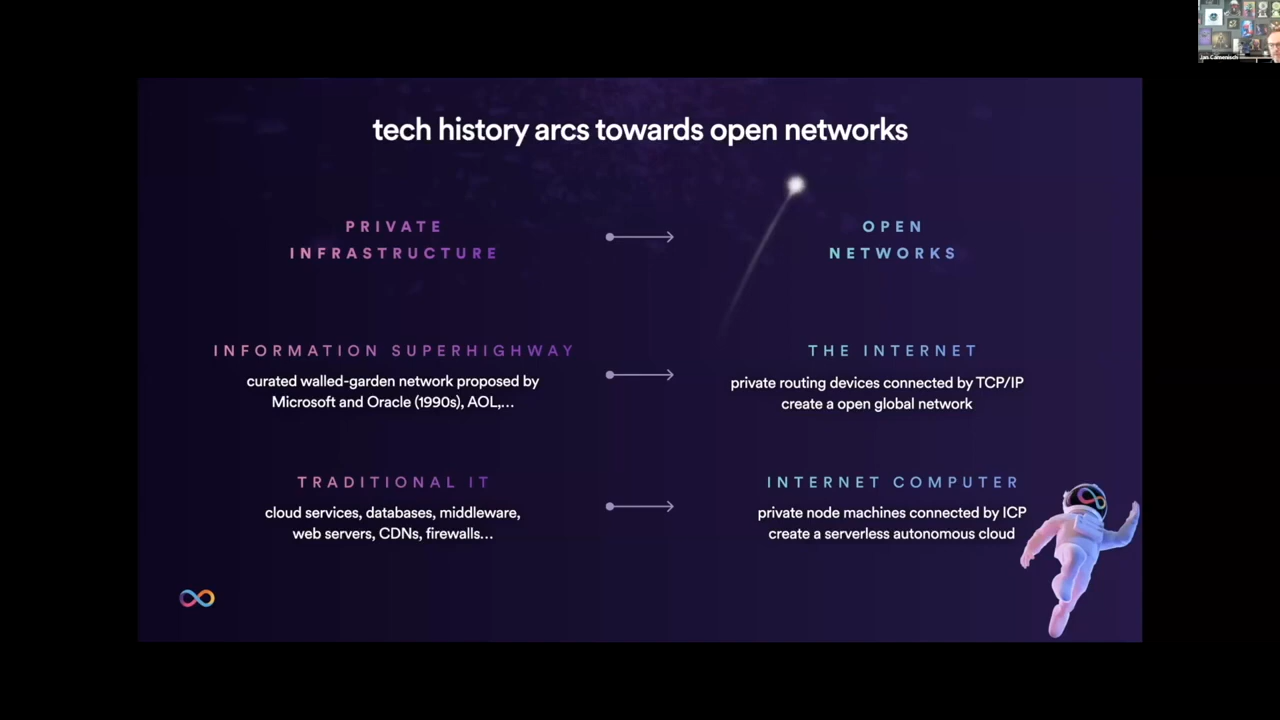 Jan Camenisch
tech history arcs towards open networks
PRIVATE
INFRASTRUCTURE
OPEN
NETWORKS
INFORMATION SUPERHIGHWAY
curated walled-garden network proposed by
Microsoft and Oracle (1990s), AOL,...
THE INTERNET
private routing devices connected by TCP/IP
create a open global network
TRADITIONAL IT
cloud services, databases, middleware,
web servers, CDNs, firewalls...
INTERNET COMPUTER
private node machines connected by ICP
create a serverless autonomous cloud